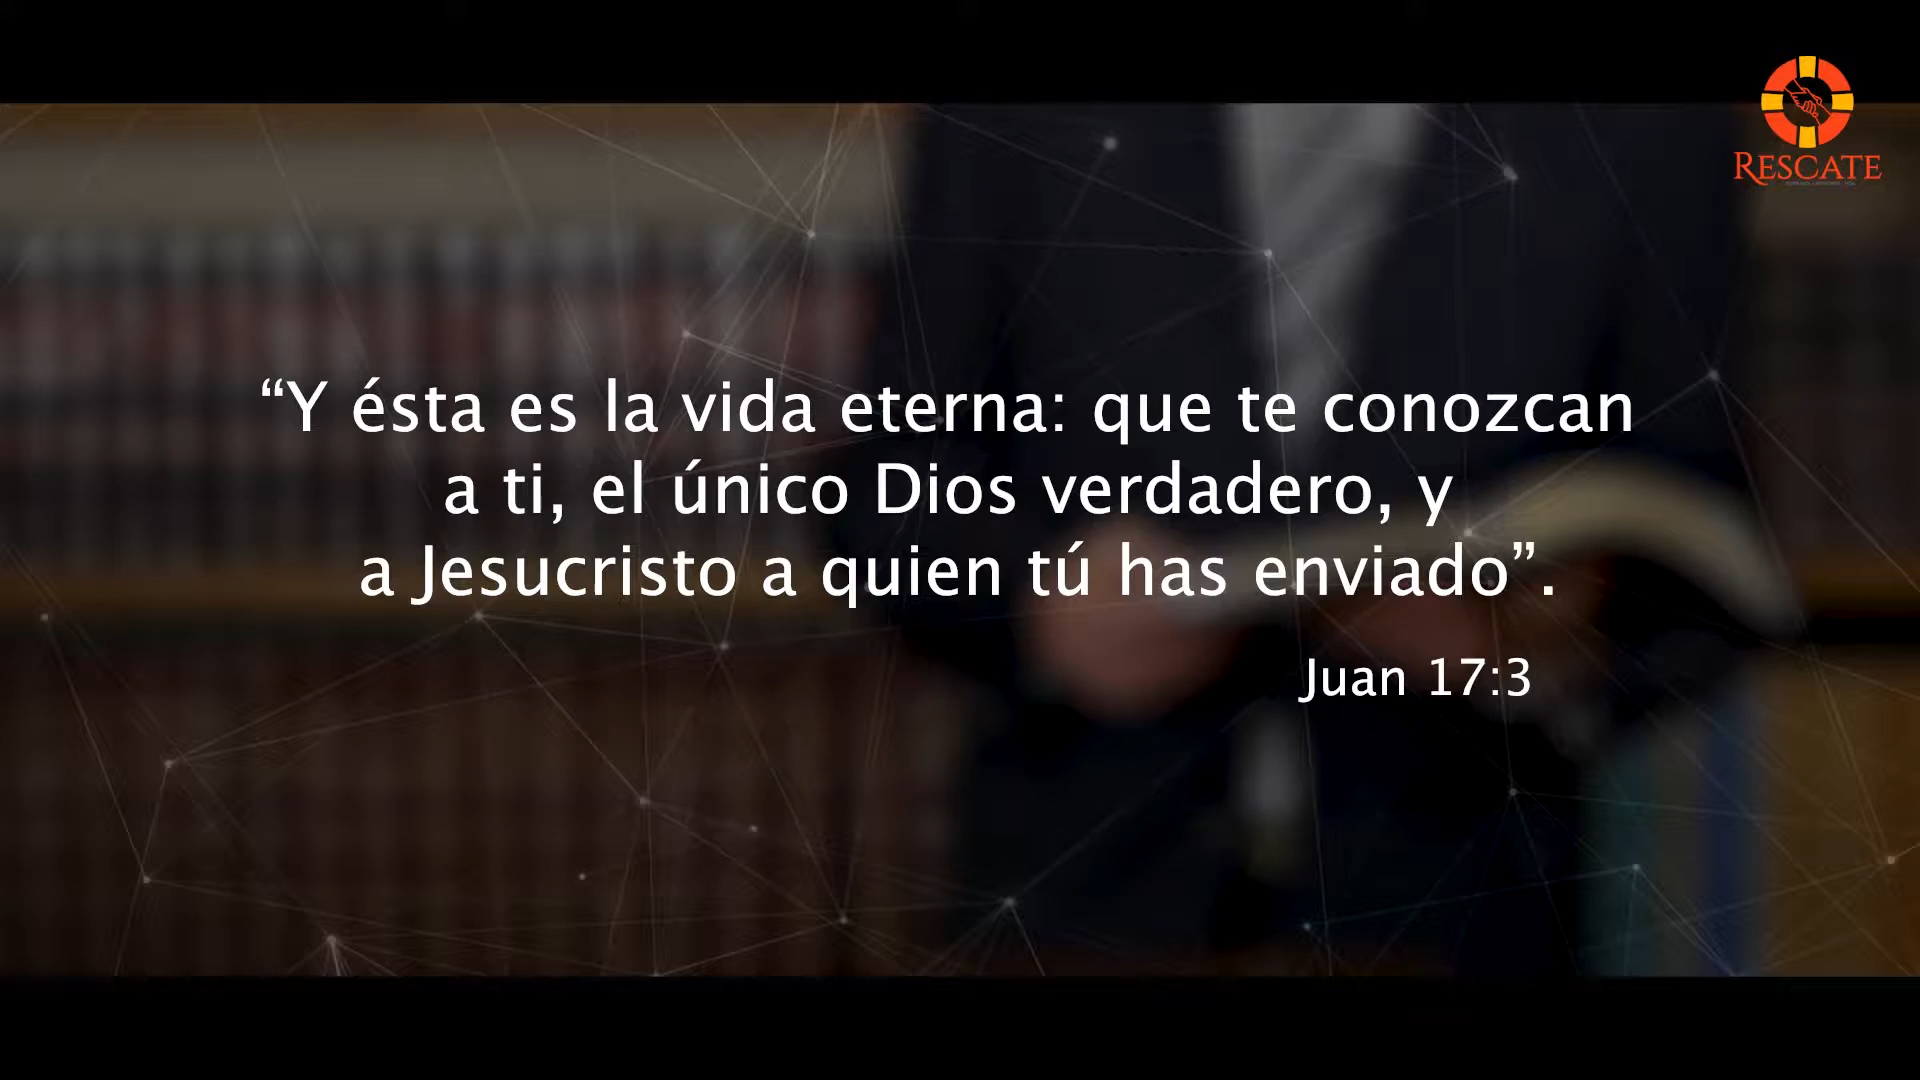 RESCATE
“Y ésta es la vida eterna: que te conozcan
a ti, el único Dios verdadero, y
a Jesucristo a quien tú has enviado”.
Juan 17:3